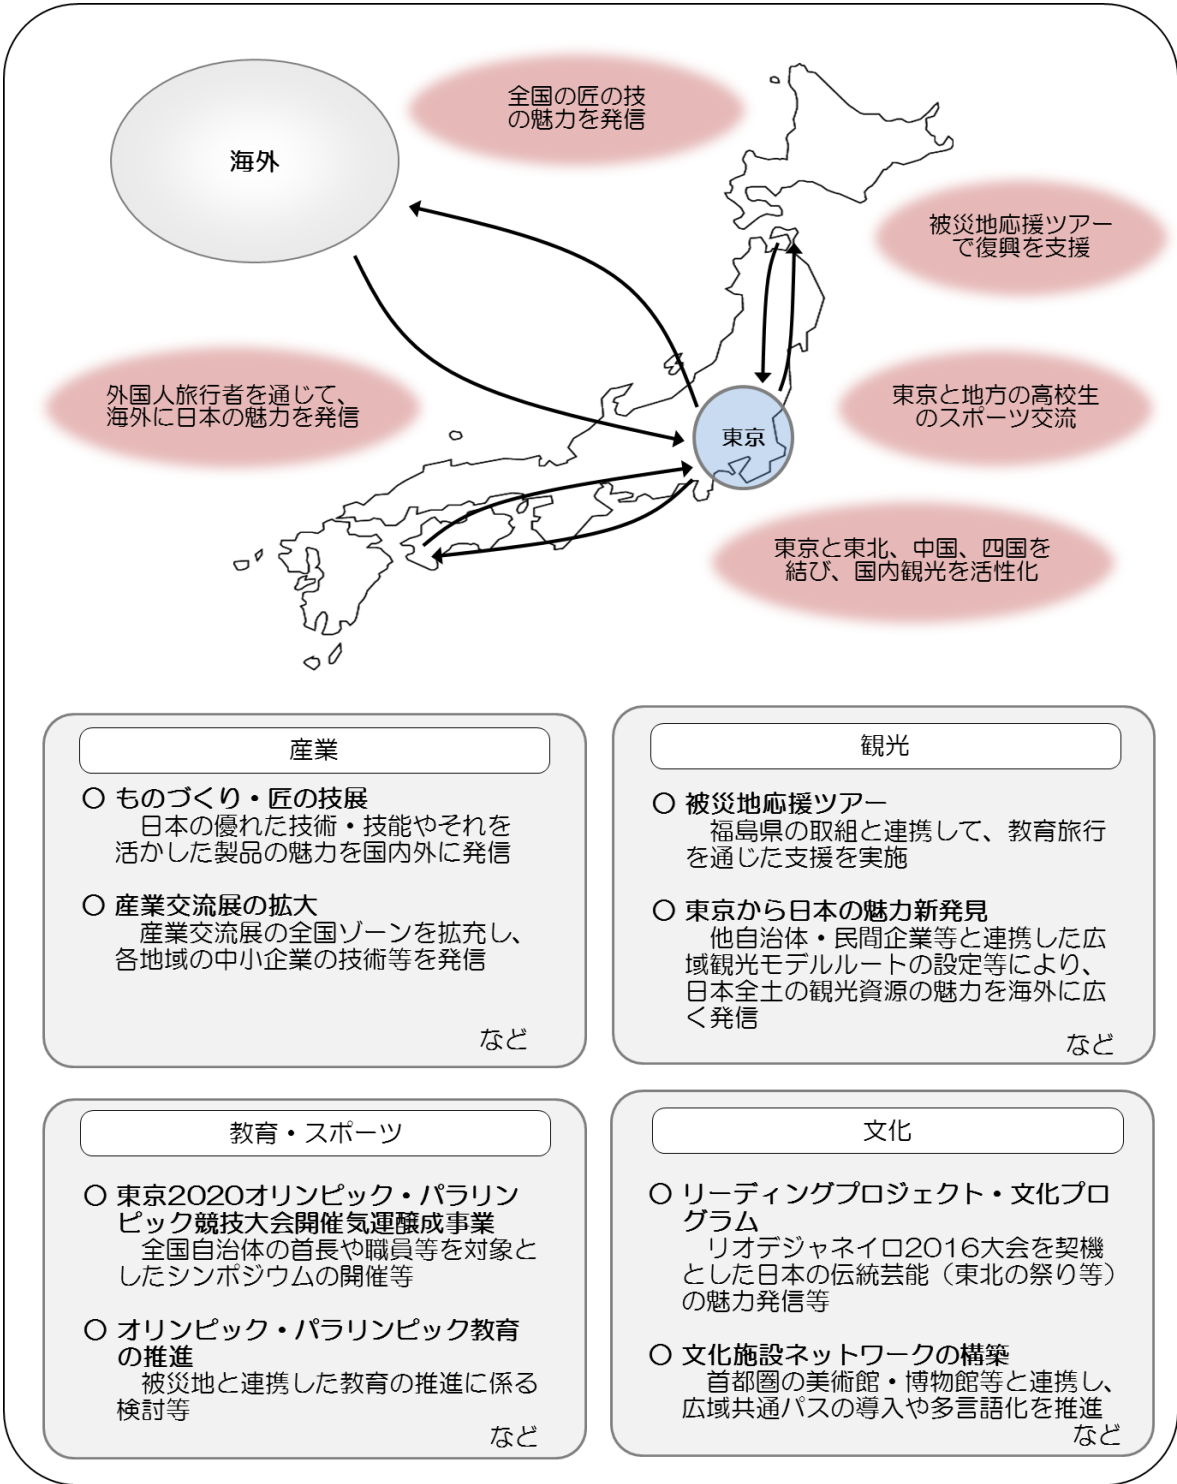 全国の匠の技
の魅力を発信
海外
被災地応援ツアー
で復興を支援
外国人旅行者を通じて、
海外に日本の魅力を発信
東京と地方の高校生
のスポーツ交流
東京
東京と東北、中国、四国を
結び、国内観光を活性化
産業
○ ものづくり・匠の技展
日本の優れた技術・技能やそれを
活かした製品の魅力を国内外に発信
○ 産業交流展の拡大
産業交流展の全国ゾーンを拡充し、
各地域の中小企業の技術等を発信
など
観光
○ 被災地応援ツアー
福島県の取組と連携して、教育旅行
を通じた支援を実施
○ 東京から日本の魅力新発見
他自治体・民間企業等と連携した広
域観光モデルルートの設定等により、
日本全土の観光資源の魅力を海外に広
く発信
など
教育・スポーツ
○ 東京2020オリンピック・パラリン
ピック競技大会開催気運醸成事業
全国自治体の首長や職員等を対象と
したシンポジウムの開催等
○ オリンピック・パラリンピック教育
の推進
被災地と連携した教育の推進に係る
検討等
など
文化
○ リーディングプロジェクト・文化プロ
グラム
リオデジャネイロ2016大会を契機
とした日本の伝統芸能（東北の祭り等）
の魅力発信等
○ 文化施設ネットワークの構築
首都圏の美術館・博物館等と連携し、
広域共通パスの導入や多言語化を推進
など